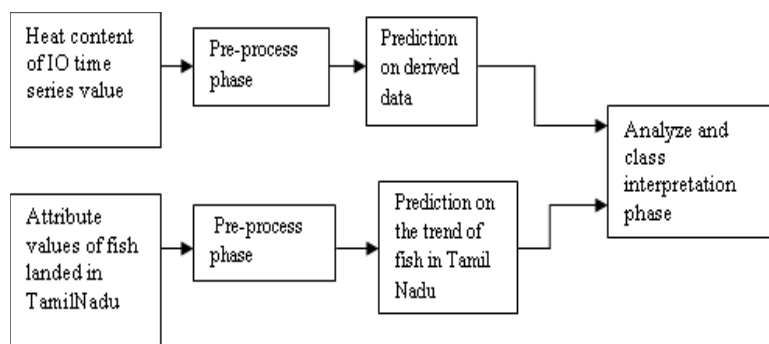 Heat content
of IO time
series value
Pre-process
phase
Prediction
on derived
data
Analyze and
class
interpretation
phase
Attribute
values of fish
landed in
TamilNadu
Pre-process
phase
Prediction on
the trend of
fish in Tamil
Nadu